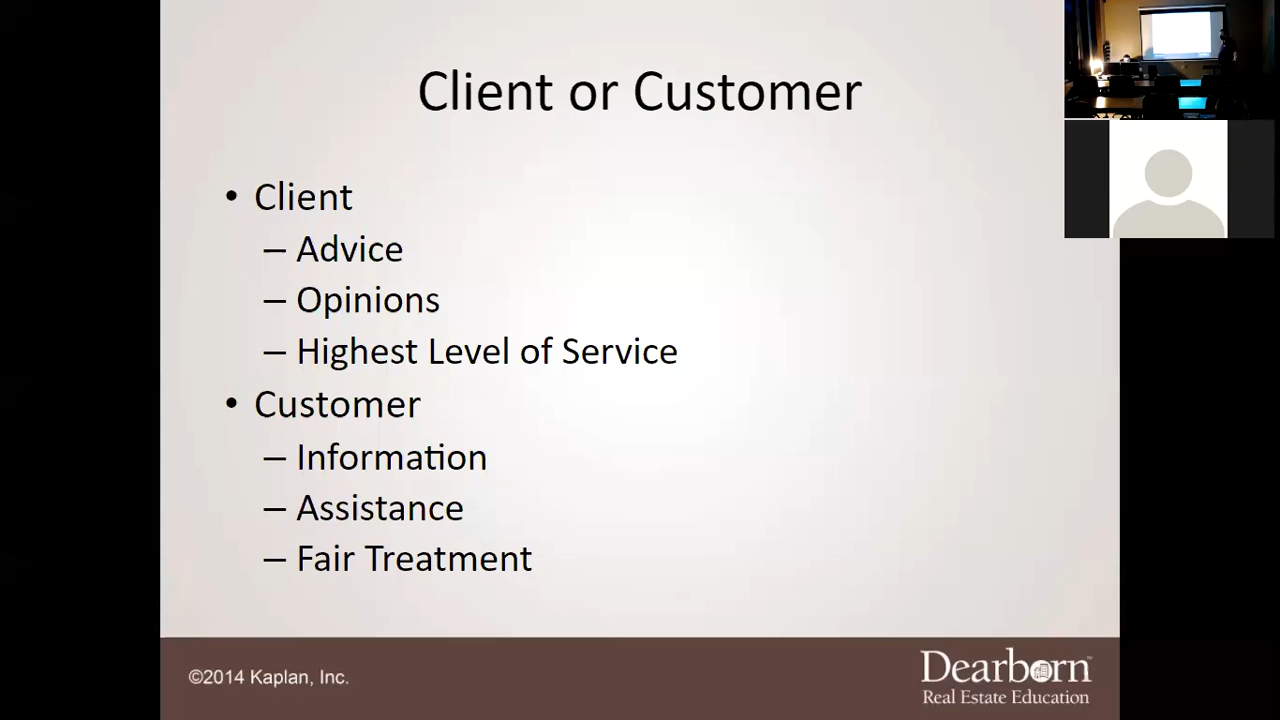 Client or Customer
• Client
– Advice
– Opinions
– Highest Level of Service
• Customer
– Information
– Assistance
– Fair Treatment
©2014 Kaplan, Inc.
Dearborn™
Real Estate Education